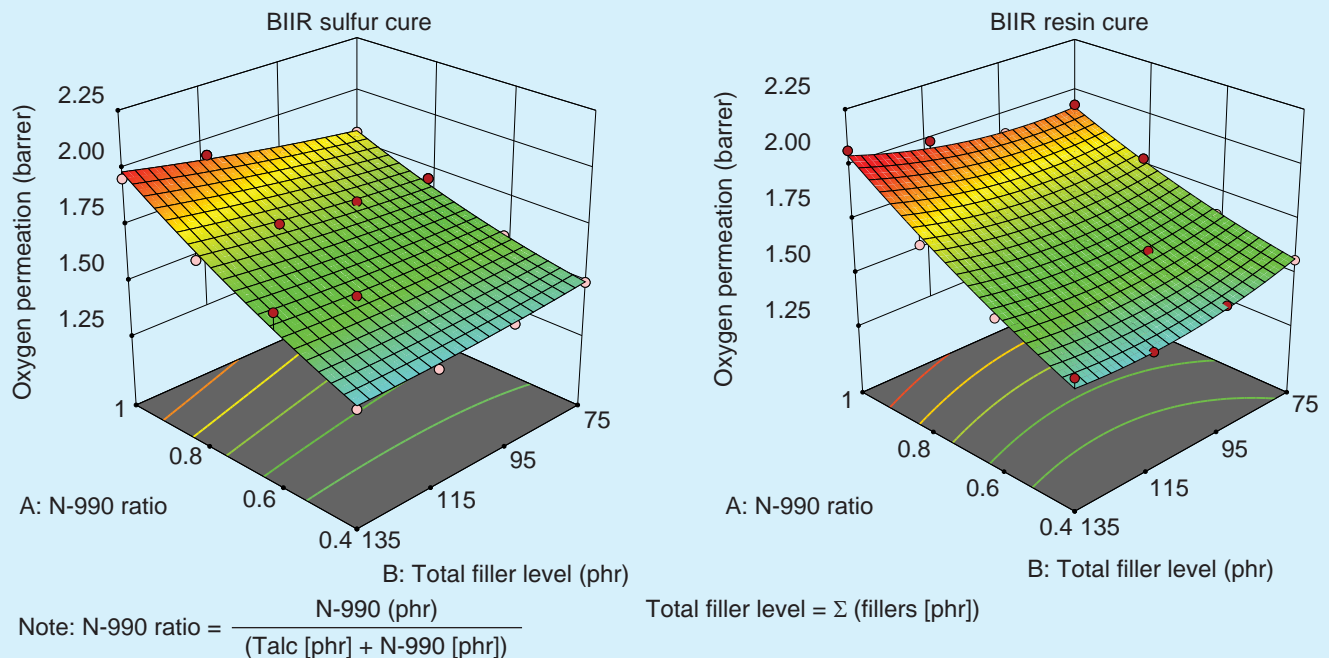 BIIR sulfur cure
2.25
2.00
1.75
1.50
1.25
Oxygen permeation (barrer)
1
0.8
0.6
0.4 135
115
95
75
A: N-990 ratio
B: Total filler level (phr)
BIIR resin cure
2.25
2.00
1.75
1.50
1.25
Oxygen permeation (barrer)
1
0.8
0.6
0.4 135
115
95
75
A: N-990 ratio
B: Total filler level (phr)
Note: N-990 ratio =
N-990 (phr)
(Talc [phr] + N-990 [phr])
Total filler level = Σ (fillers [phr])